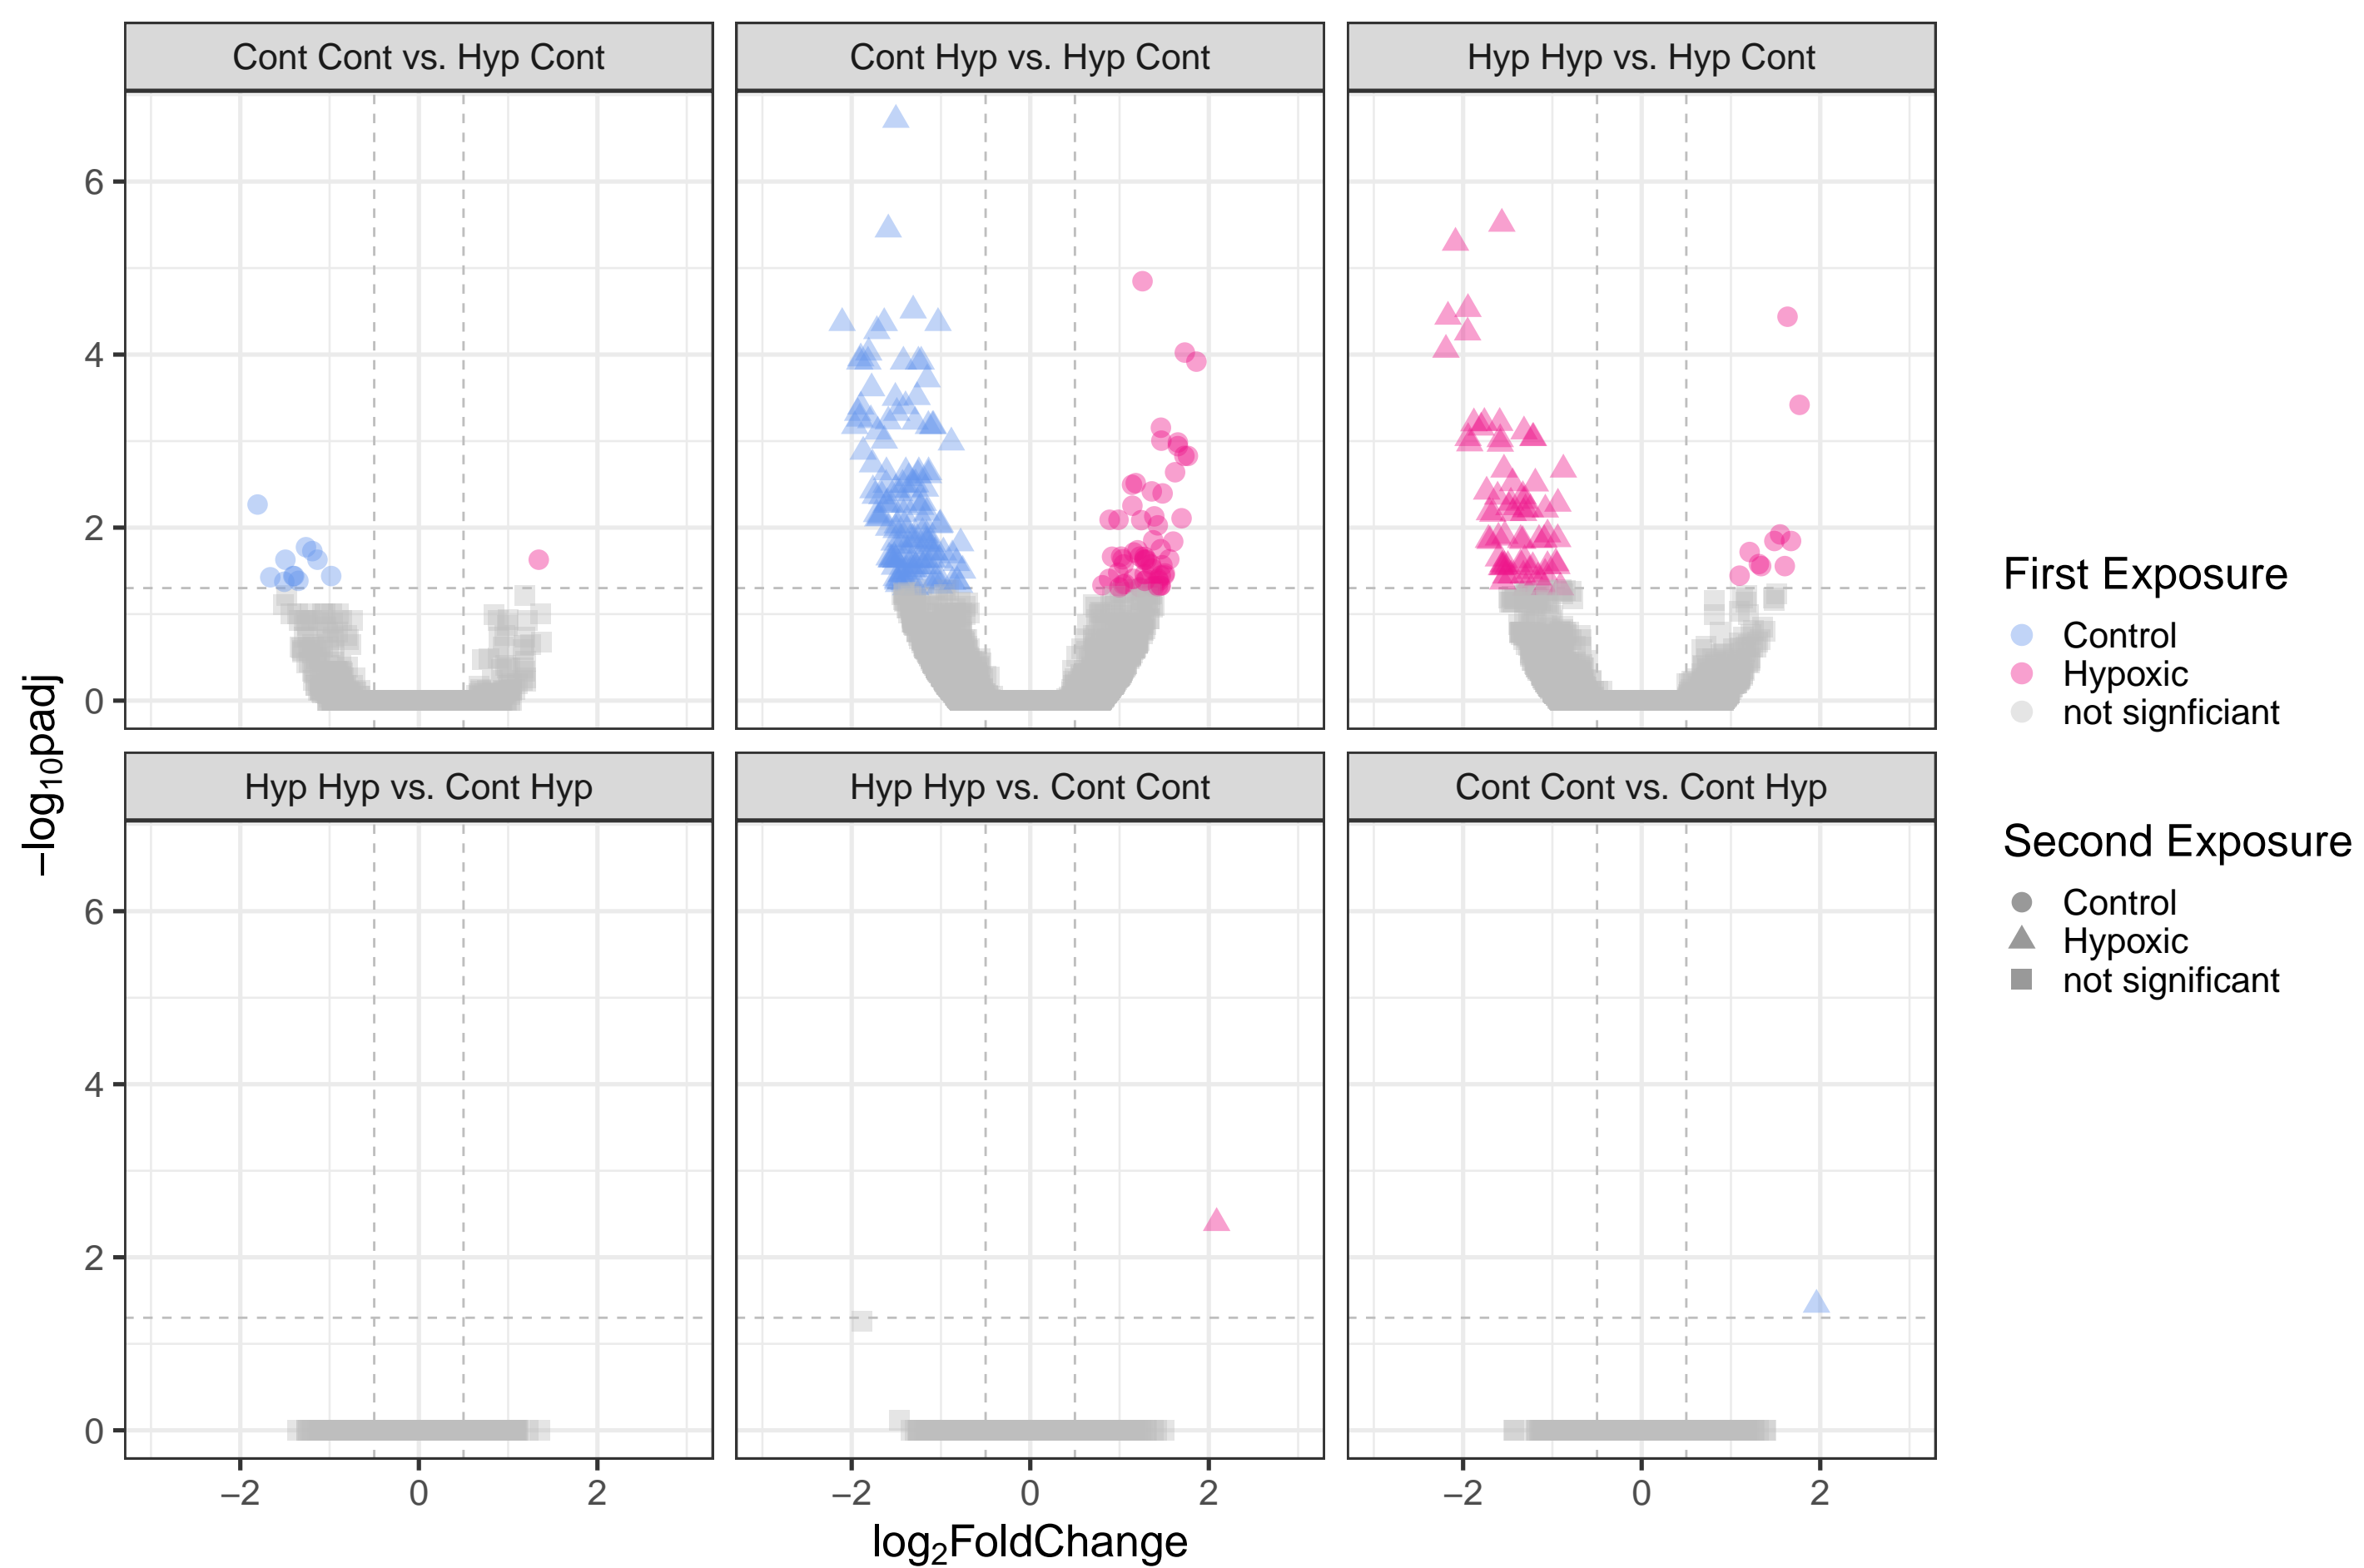 Cont Cont vs. Hyp Cont
Cont Hyp vs. Hyp Cont
Hyp Hyp vs. Hyp Cont
6
4
2
0
Hyp Hyp vs. Cont Hyp
Hyp Hyp vs. Cont Cont
Cont Cont vs. Cont Hyp
6
4
2
0
−2 0 2
−2 0 2
−2 0 2
−log₁₀padj
log₂FoldChange
First Exposure
Control
Hypoxic
not signficiant
Second Exposure
Control
Hypoxic
not significant